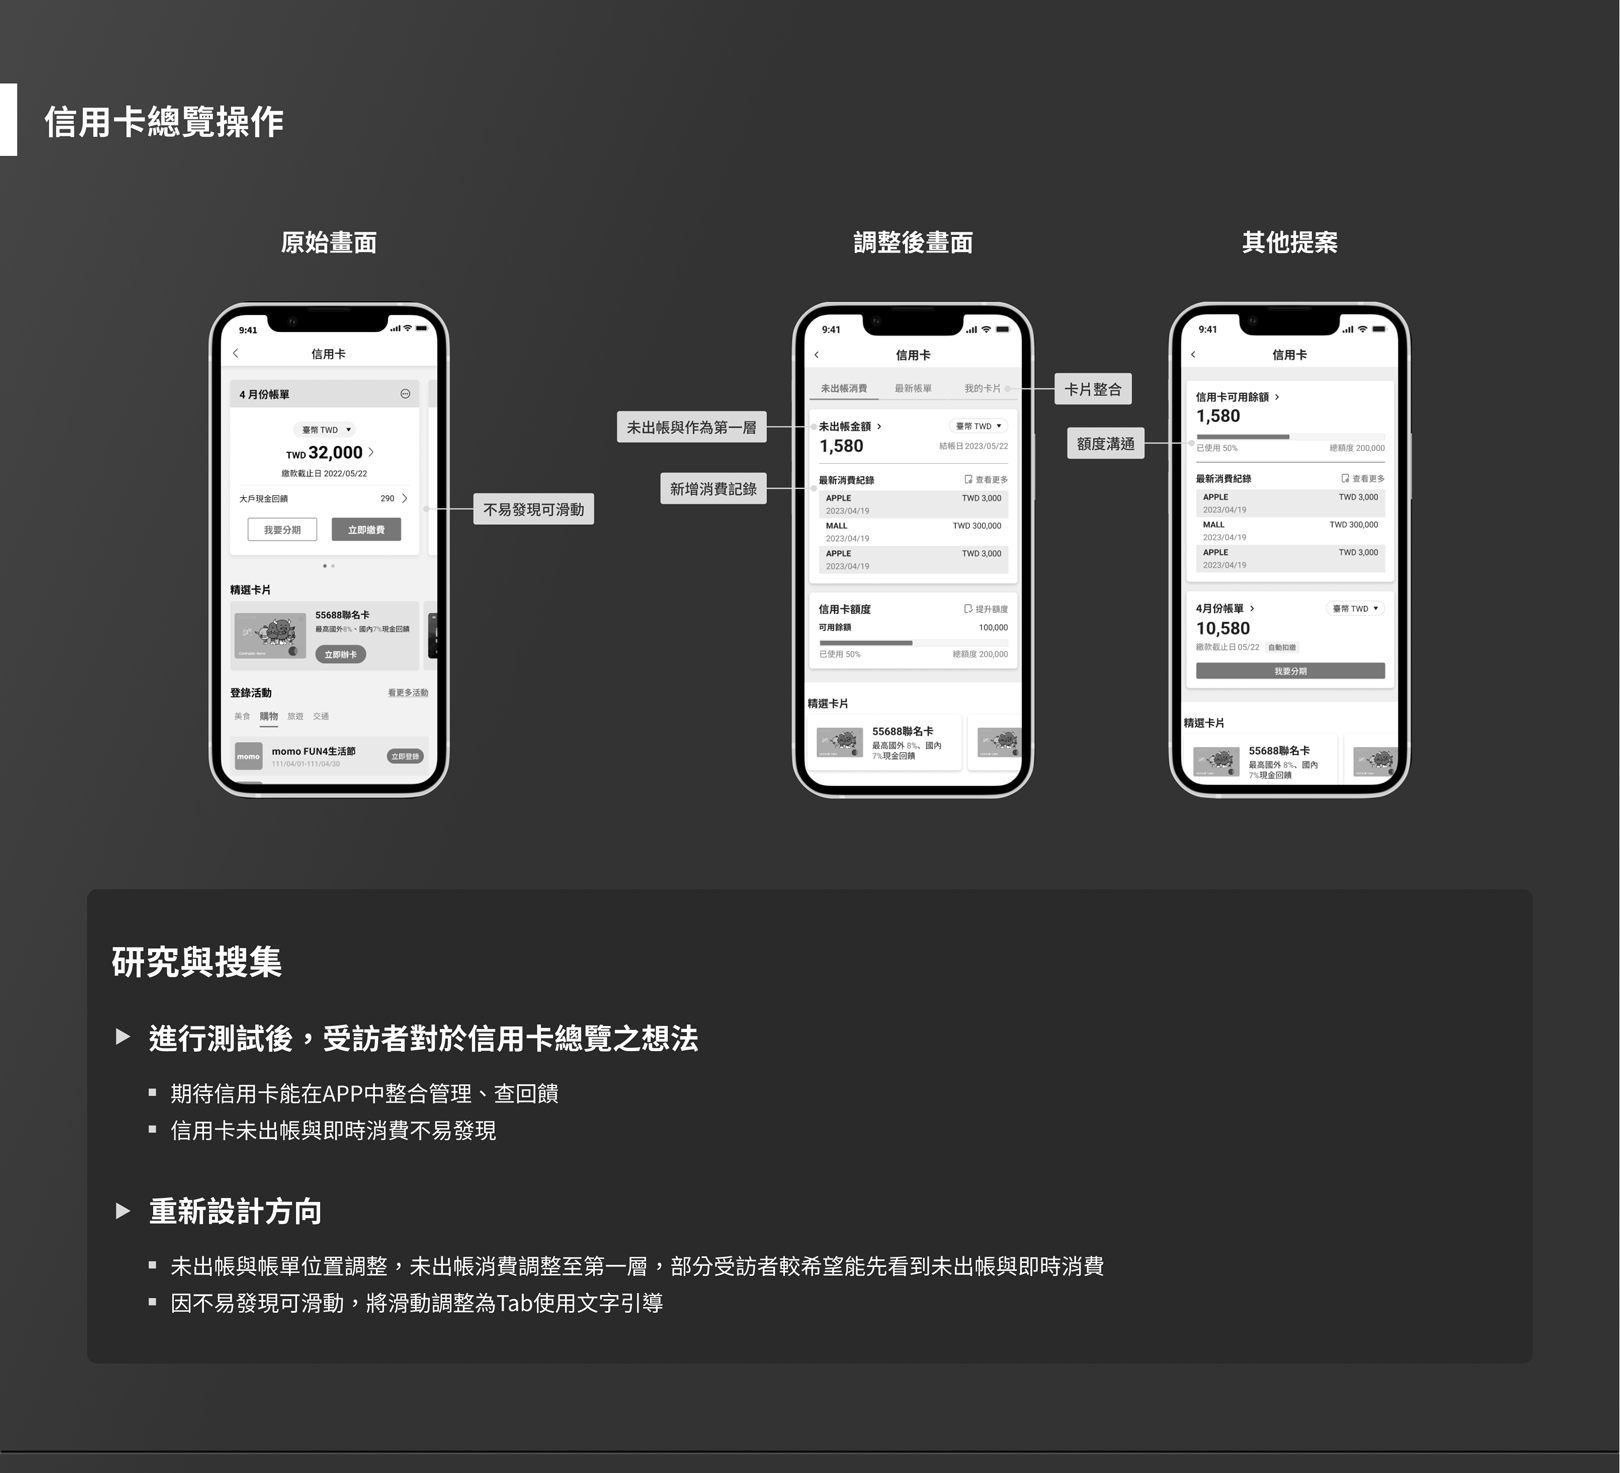 信用卡總覽操作
原始畫面
9:41
信用卡
4 月份帳單
臺幣 TWD ▼
TWD 32,000
繳款截止日 2022/05/22
大戶現金回饋 290
我要分期 立即繳費
精選卡片
55688聯名卡
最高國外8%、國內7%現金回饋
立即辦卡
登錄活動 看更多活動
美食 購物 旅遊 交通
momo
momo FUN4生活節
111/04/01-111/04/30
立即登錄
不易發現可滑動
調整後畫面
9:41
信用卡
未出帳消費 最新帳單 我的卡片
未出帳金額 臺幣 TWD ▼
1,580 結帳日 2023/05/22
最新消費紀錄 查看更多
APPLE TWD 3,000
2023/04/19
MALL TWD 300,000
2023/04/19
APPLE TWD 3,000
2023/04/19
信用卡額度 提升額度
可用餘額 100,000
已使用 50% 總額度 200,000
精選卡片
55688聯名卡
最高國外 8%、國內
7%現金回饋
未出帳與作為第一層
新增消費記錄
卡片整合
其他提案
9:41
信用卡
信用卡可用餘額
1,580
已使用 50% 總額度 200,000
最新消費紀錄 查看更多
APPLE TWD 3,000
2023/04/19
MALL TWD 300,000
2023/04/19
APPLE TWD 3,000
2023/04/19
4月份帳單 臺幣 TWD ▼
10,580
繳款截止日 05/22 自動扣繳
我要分期
精選卡片
55688聯名卡
最高國外 8%、國內
7%現金回饋
額度溝通
研究與搜集
進行測試後，受訪者對於信用卡總覽之想法
期待信用卡能在APP中整合管理、查回饋
信用卡未出帳與即時消費不易發現
重新設計方向
未出帳與帳單位置調整，未出帳消費調整至第一層，部分受訪者較希望能先看到未出帳與即時消費
因不易發現可滑動，將滑動調整為Tab使用文字引導